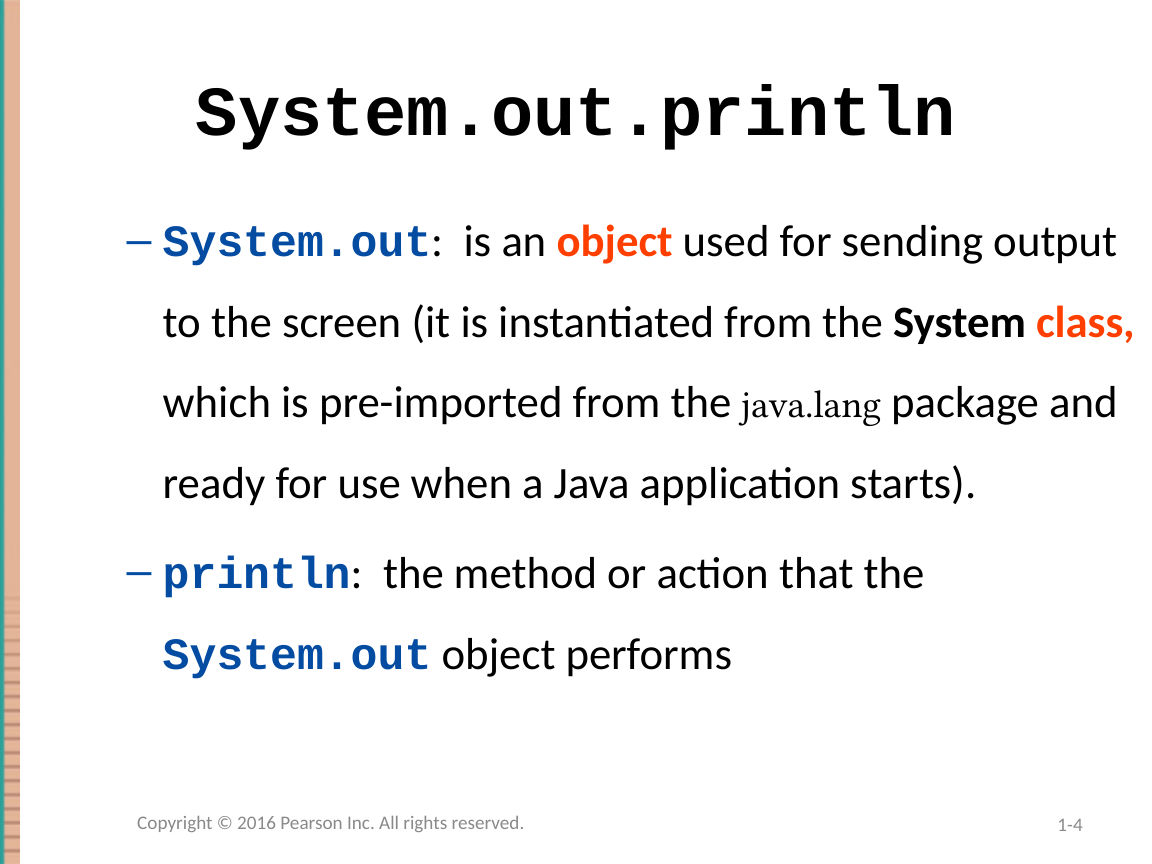 System.out.println
– System.out: is an object used for sending output
to the screen (it is instantiated from the System class,
which is pre-imported from the java.lang package and
ready for use when a Java application starts).
– println: the method or action that the
System.out object performs
Copyright © 2016 Pearson Inc. All rights reserved.
1-4